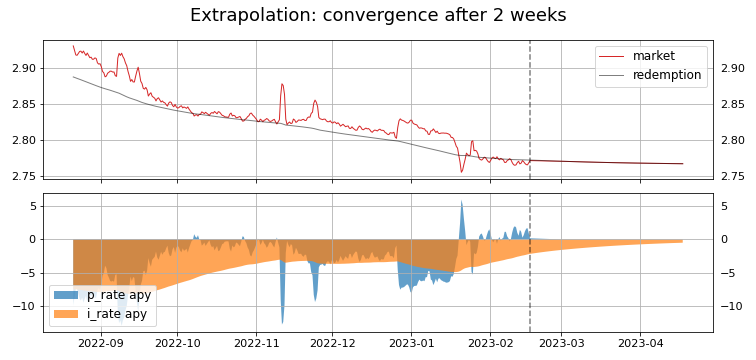 Extrapolation: convergence after 2 weeks
2.90 2.90
2.85 2.85
2.80 2.80
2.75 2.75
market
redemption
5 5
0 0
−5 −5
−10 −10
p_rate apy
i_rate apy
2022-09 2022-10 2022-11 2022-12 2023-01 2023-02 2023-03 2023-04